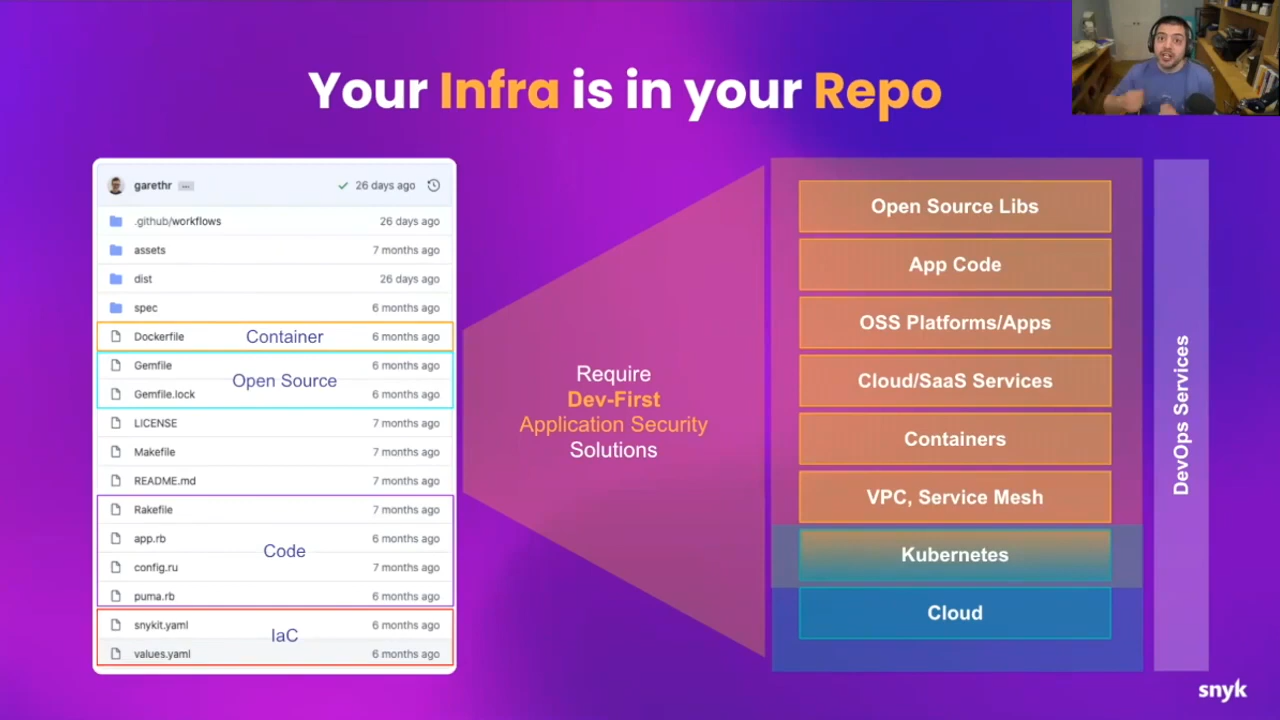 Your Infra is in your Repo
garethr ... 26 days ago
.github/workflows 26 days ago
assets 7 months ago
dist 26 days ago
spec 6 months ago
Dockerfile Container 6 months ago
Gemfile 6 months ago
Open Source
Gemfile.lock 6 months ago
LICENSE 7 months ago
Makefile 7 months ago
README.md 7 months ago
Rakefile 7 months ago
app.rb 6 months ago
Code
config.ru 7 months ago
puma.rb 6 months ago
snykit.yaml 6 months ago
IaC
values.yaml 6 months ago
Require
Dev-First
Application Security
Solutions
Open Source Libs
App Code
OSS Platforms/Apps
Cloud/SaaS Services
Containers
VPC, Service Mesh
Kubernetes
Cloud
DevOps Services
snyk